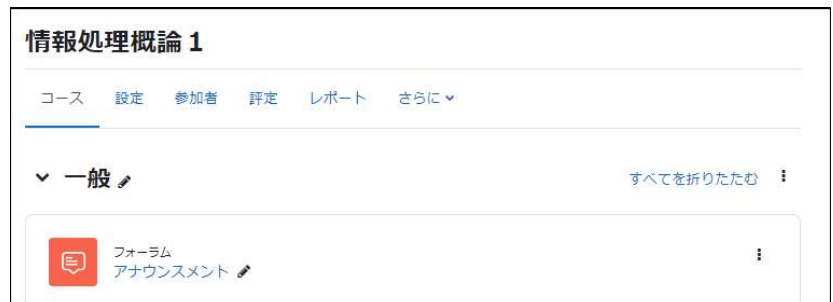 情報処理概論1
コース 設定 参加者 評定 レポート さらに
一般 すべてを折りたたむ
フォーラム
アナウンスメント